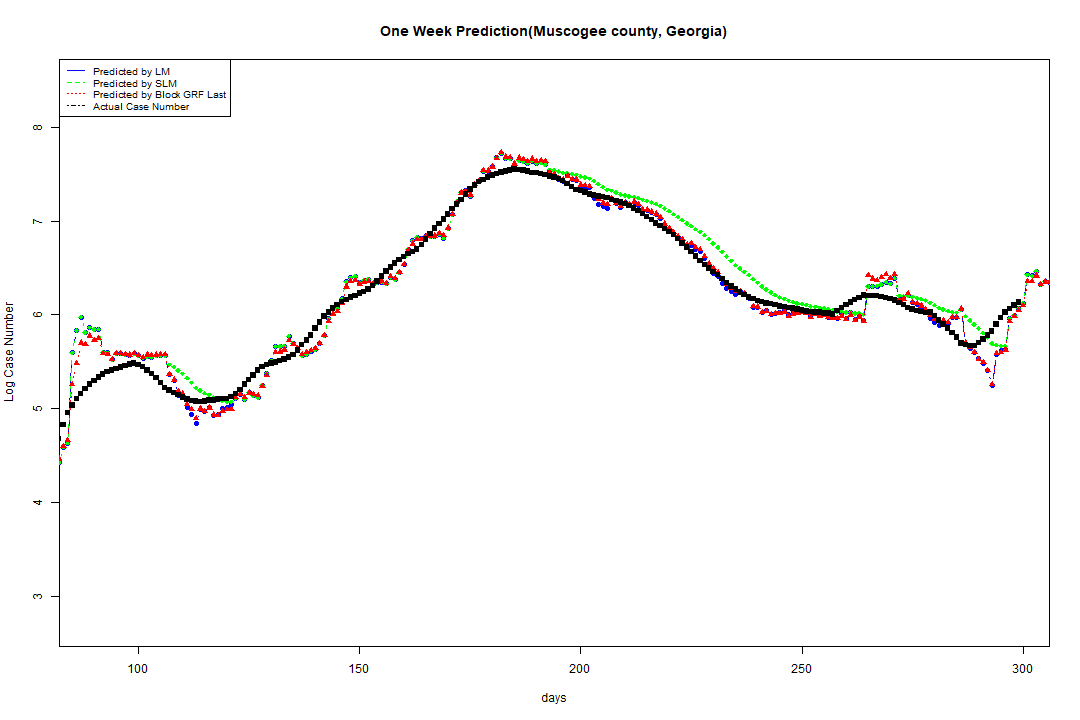 One Week Prediction(Muscogee county, Georgia)
Predicted by LM
Predicted by SLM
Predicted by Block GRF Last
Actual Case Number
Log Case Number
8
7
6
5
4
3
100 150 200 250 300
days